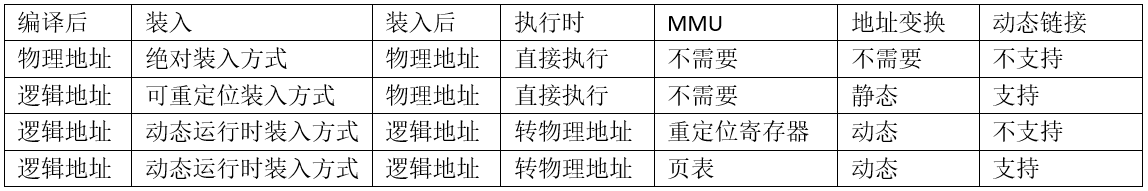 编译后 装入 装入后 执行时 MMU 地址变换 动态链接
物理地址 绝对装入方式 物理地址 直接执行 不需要 不需要 不支持
逻辑地址 可重定位装入方式 物理地址 直接执行 不需要 静态 支持
逻辑地址 动态运行时装入方式 逻辑地址 转物理地址 重定位寄存器 动态 不支持
逻辑地址 动态运行时装入方式 逻辑地址 转物理地址 页表 动态 支持